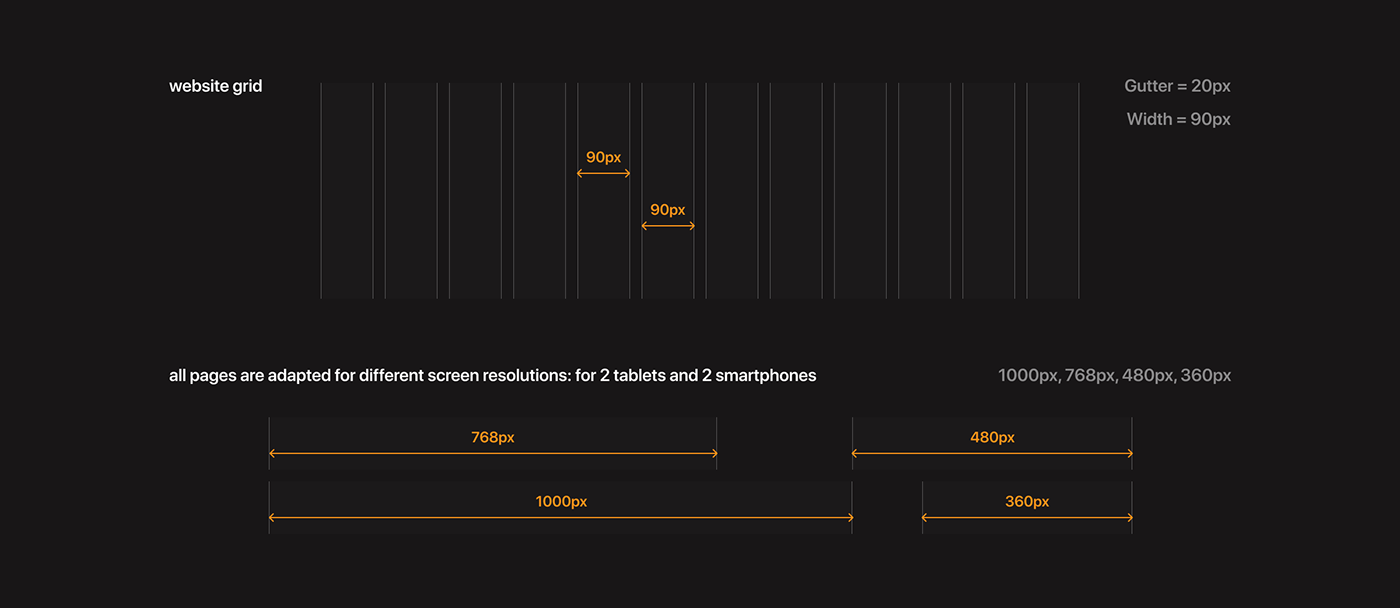 website grid
Gutter = 20px
Width = 90px
90px
90px
all pages are adapted for different screen resolutions: for 2 tablets and 2 smartphones
1000px, 768px, 480px, 360px
768px
480px
1000px
360px